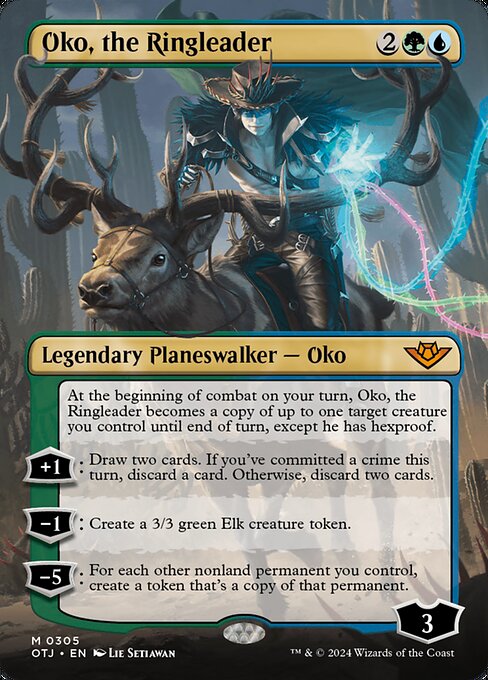 Oko, the Ringleader 2
Legendary Planeswalker — Oko
At the beginning of combat on your turn, Oko, the
Ringleader becomes a copy of up to one target creature
you control until end of turn, except he has hexproof.
+1: Draw two cards. If you've committed a crime this
turn, discard a card. Otherwise, discard two cards.
−1: Create a 3/3 green Elk creature token.
−5: For each other nonland permanent you control,
create a token that's a copy of that permanent.
3
M 0305
OTJ • EN Lie Setiawan
™ & © 2024 Wizards of the Coast